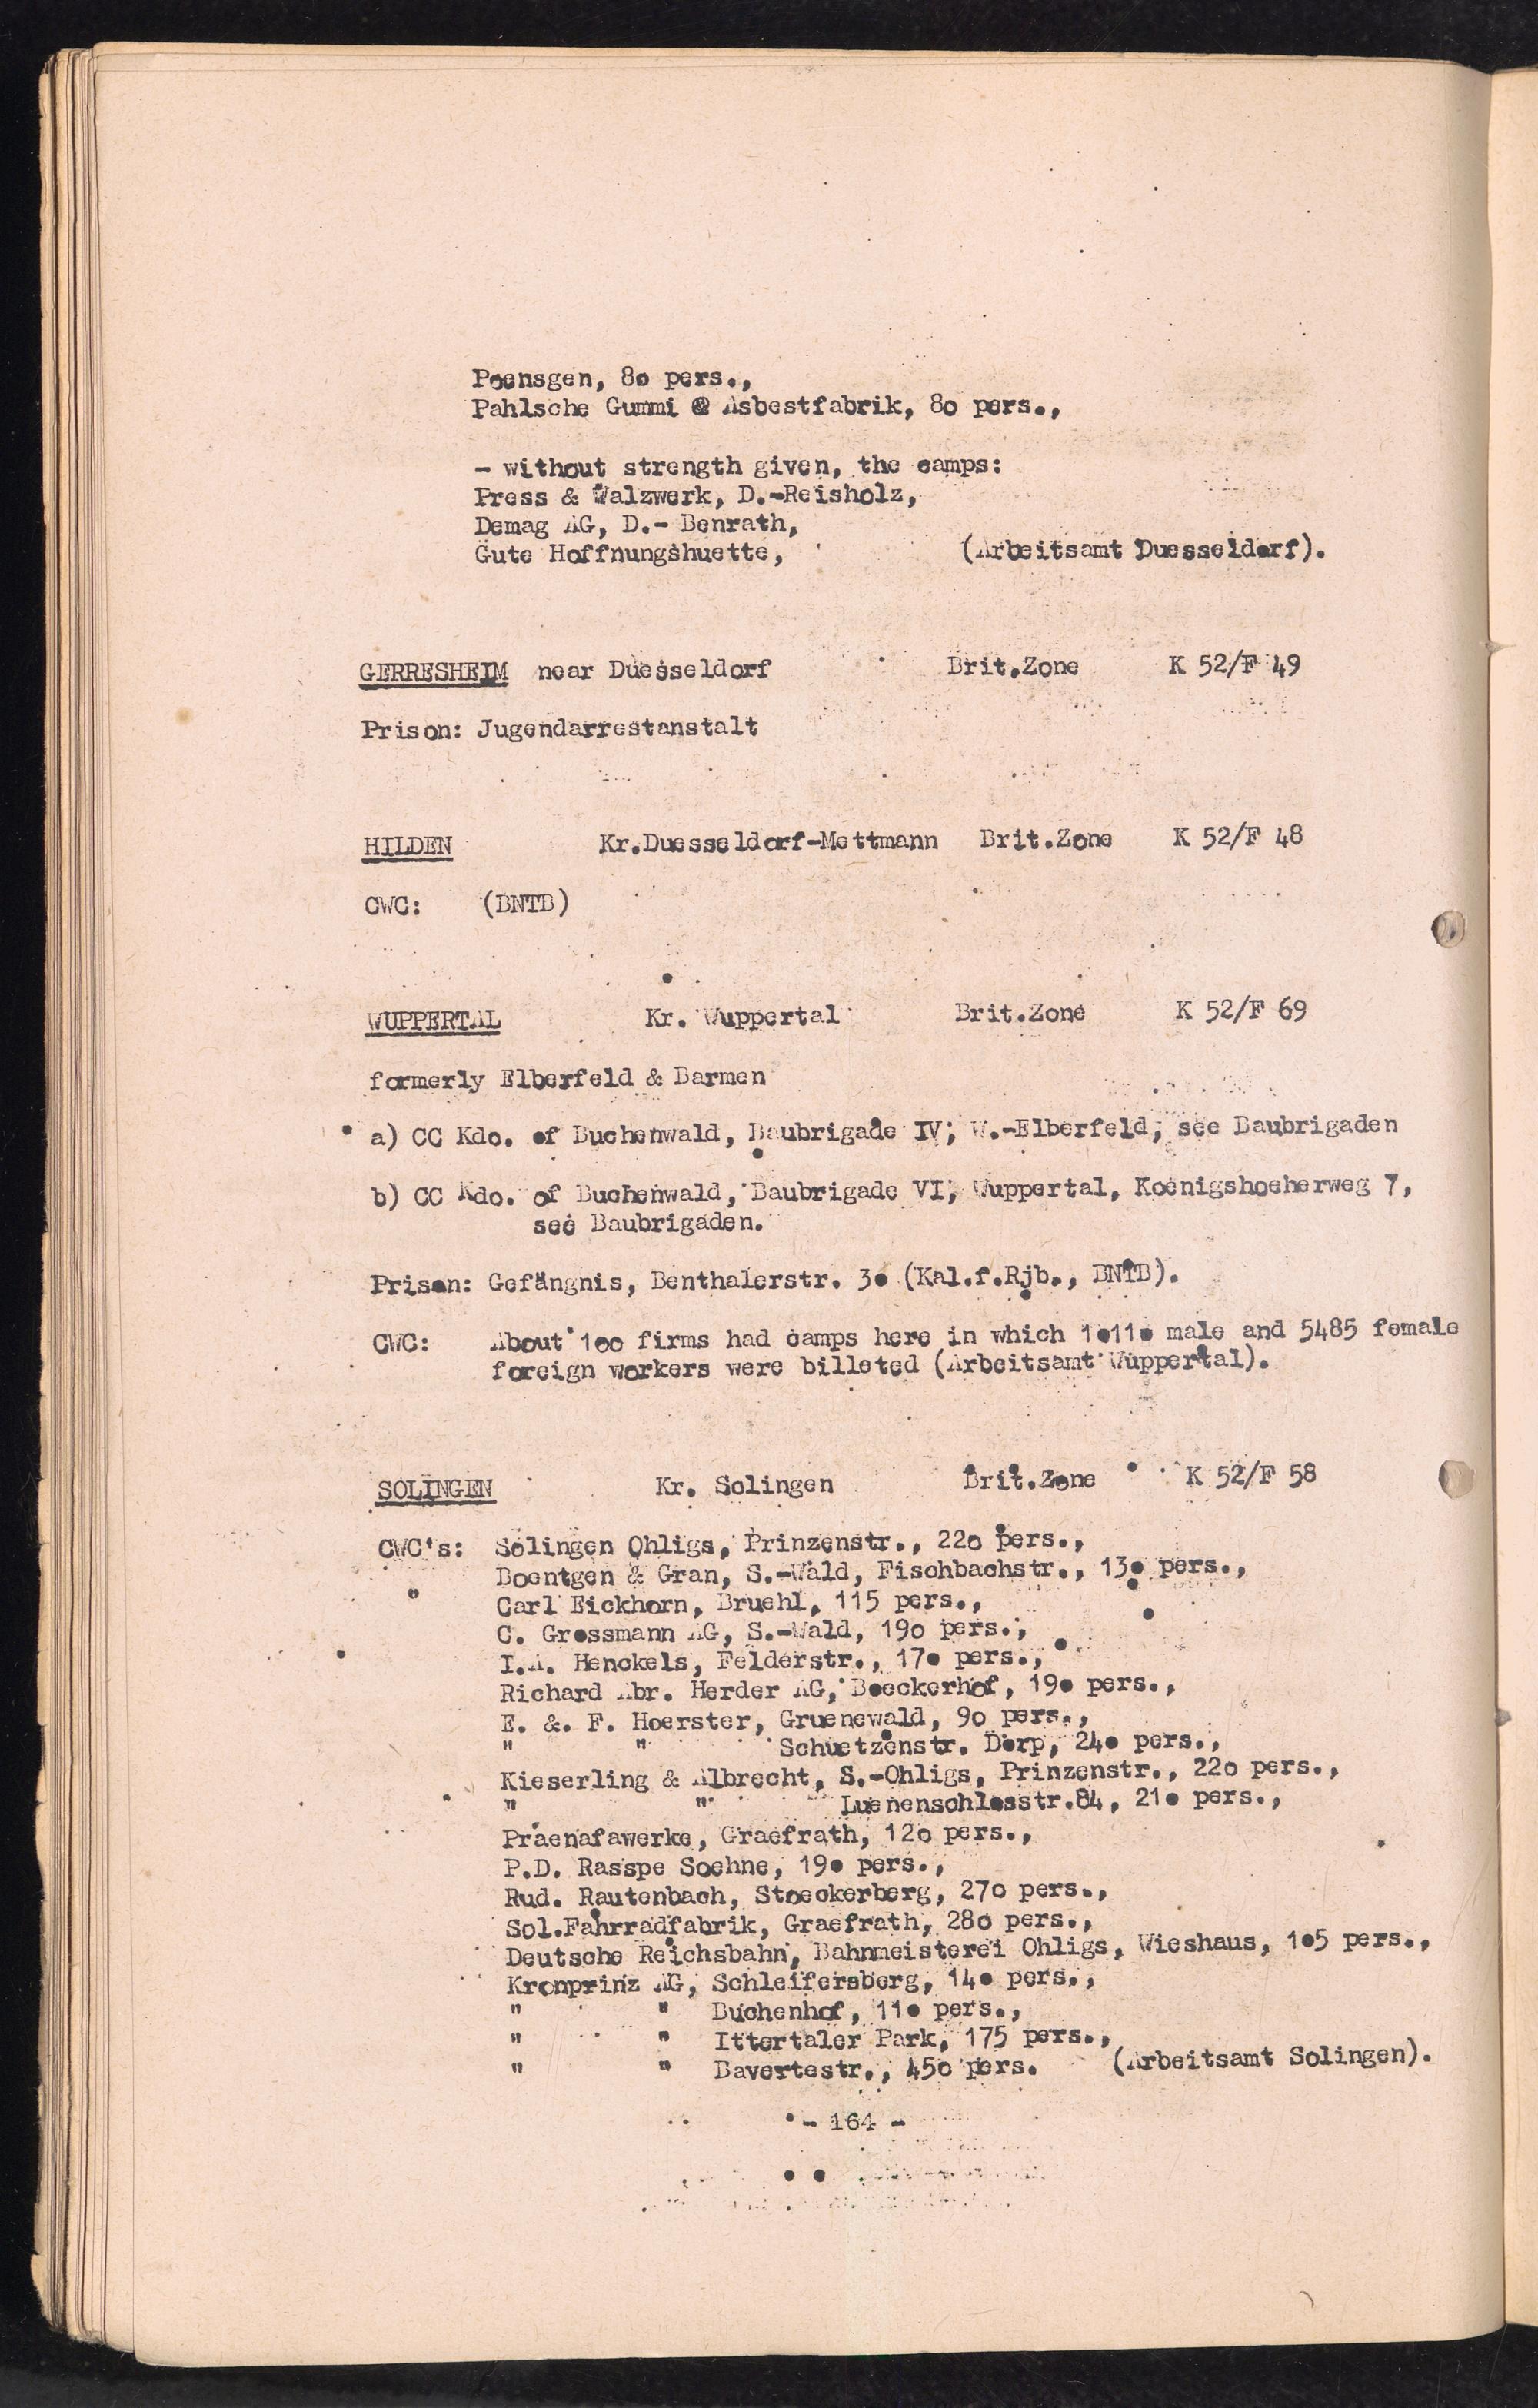 Poensgen, 80 pers.,
Pahlsche Gummi & Asbestfabrik, 80 pers.,
- without strength given, the camps:
Press & Walzwerk, D.-Reisholz,
Demag AG, D.- Benrath,
Gute Hoffnungshuette, (Arbeitsamt Duesseldorf).
GERRESHEIM near Duesseldorf Brit.Zone K 52/F 49
Prison: Jugendarrestanstalt
HILDEN Kr.Duesseldorf-Mettmann Brit.Zone K 52/F 48
CWC: (BNTB)
WUPPERTAL Kr. Wuppertal Brit.Zone K 52/F 69
formerly Elberfeld & Barmen
a) CC Kdo. of Buchenwald, Baubrigade IV; W.-Elberfeld, see Baubrigaden
b) CC Kdo. of Buchenwald, Baubrigade VI, Wuppertal, Koenigshoeherweg 7,
see Baubrigaden.
Prison: Gefängnis, Benthalerstr. 30 (Kal.f.Rjb., BNTB).
CWC: About 100 firms had camps here in which 10110 male and 5485 female
foreign workers were billeted (Arbeitsamt Wuppertal).
SOLINGEN Kr. Solingen Brit.Zone K 52/F 58
CWC's: Solingen Ohligs, Prinzenstr., 220 pers.,
Boentgen & Gran, S.-Wald, Fischbachstr., 130 pers.,
" Carl Eickhorn, Bruehl, 115 pers.,
C. Grossmann AG, S.-Wald, 190 pers.,
I.A. Henckels, Felderstr., 170 pers.,
Richard Abr. Herder AG, Boeckerhof, 190 pers.,
E. &. F. Hoerster, Gruenewald, 90 pers.,
" " Schuetzenstr. Dorp, 240 pers.,
Kieserling & Albrecht, S.-Ohligs, Prinzenstr., 220 pers.,
" " Luenenschlosstr.84, 210 pers.,
Praenafawerke, Graefrath, 120 pers.,
P.D. Rasspe Soehne, 190 pers.,
Rud. Rautenbach, Stoeckerberg, 270 pers.,
Sol.Fahrradfabrik, Graefrath, 280 pers.,
Deutsche Reichsbahn, Bahnmeisterei Ohligs, Wieshaus, 105 pers.,
Kronprinz AG, Schleifersberg, 140 pers.,
" " Buchenhof, 110 pers.,
" " Ittertaler Park, 175 pers.,
" " Bavertestr., 450 pers. (Arbeitsamt Solingen).
- 164 -